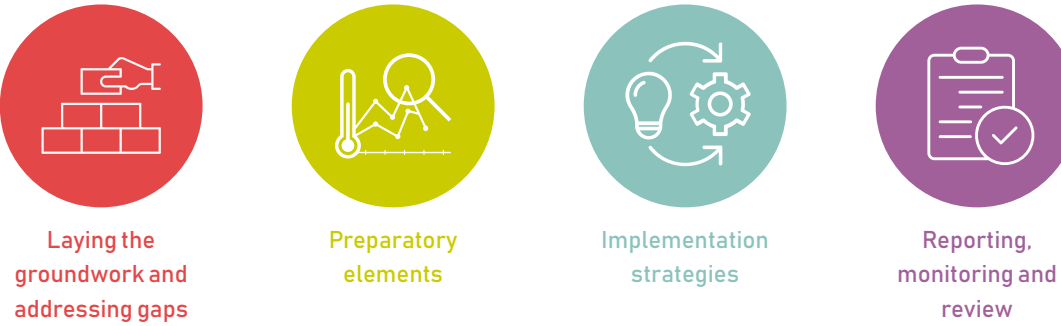 Laying the
groundwork and
addressing gaps
Preparatory
elements
Implementation
strategies
Reporting,
monitoring and
review